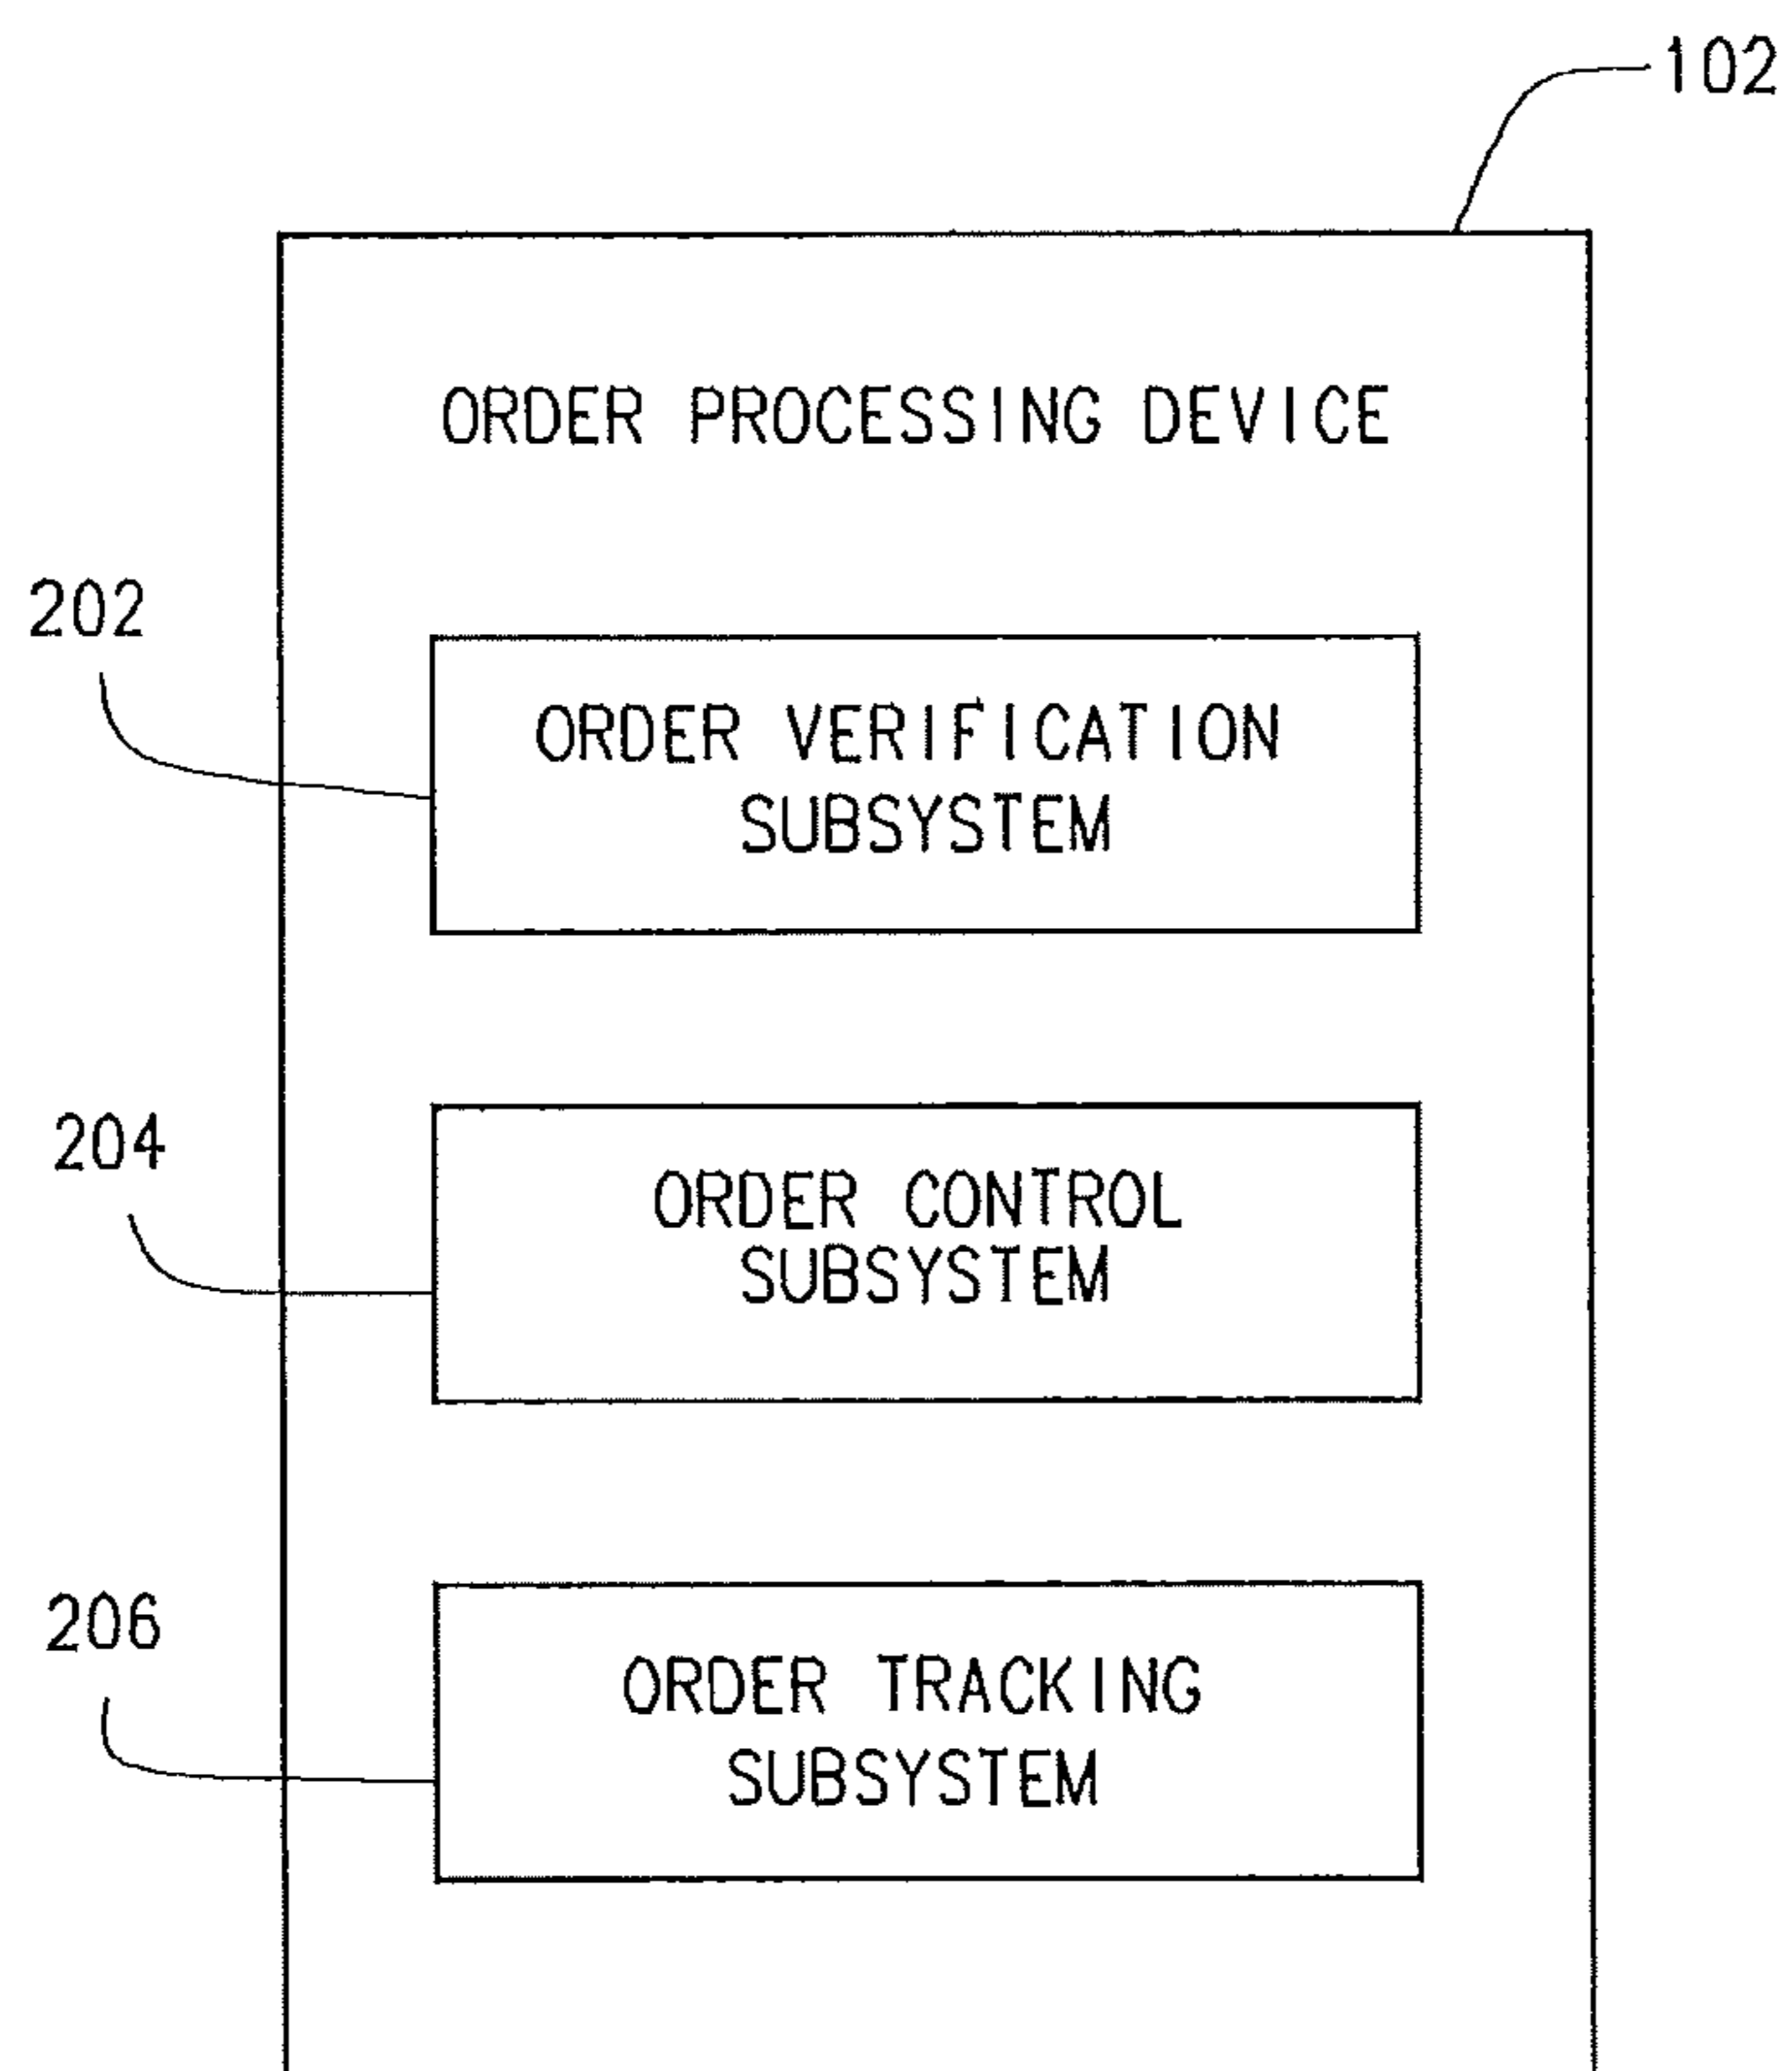 102
ORDER PROCESSING DEVICE
202
ORDER VERIFICATION
SUBSYSTEM
204
ORDER CONTROL
SUBSYSTEM
206
ORDER TRACKING
SUBSYSTEM